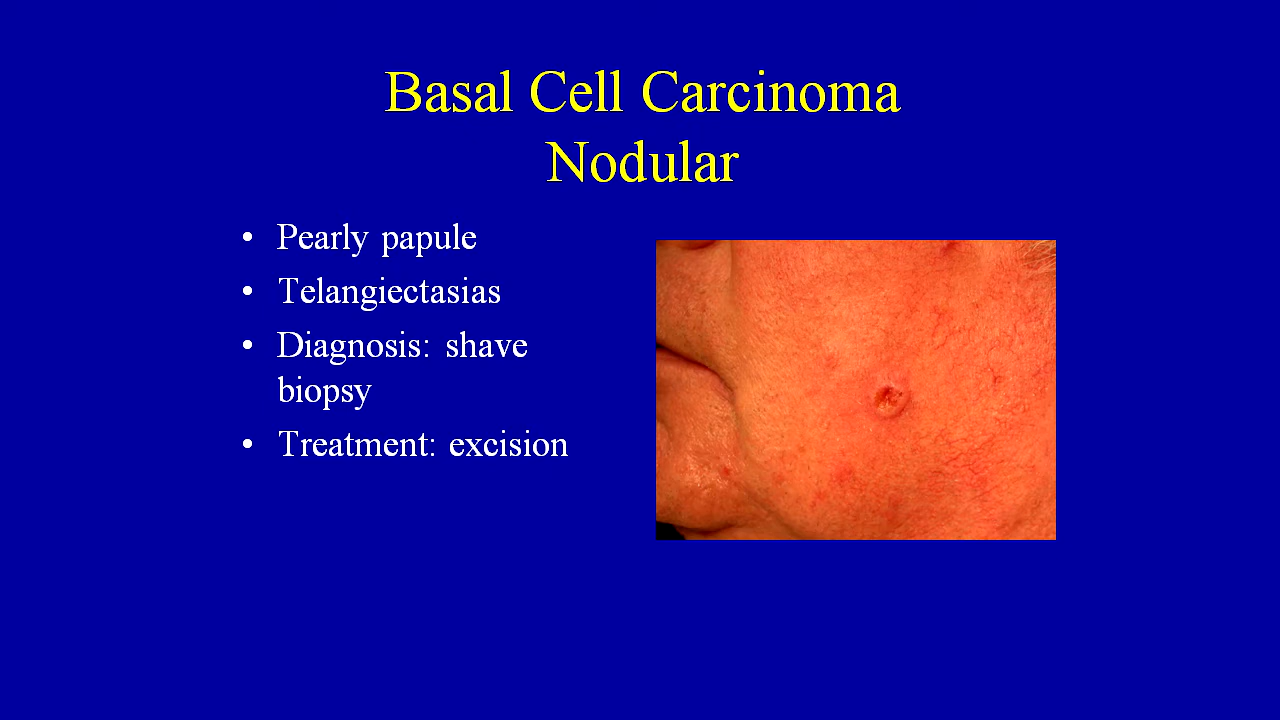 Basal Cell Carcinoma
Nodular
• Pearly papule
• Telangiectasias
• Diagnosis: shave
biopsy
• Treatment: excision